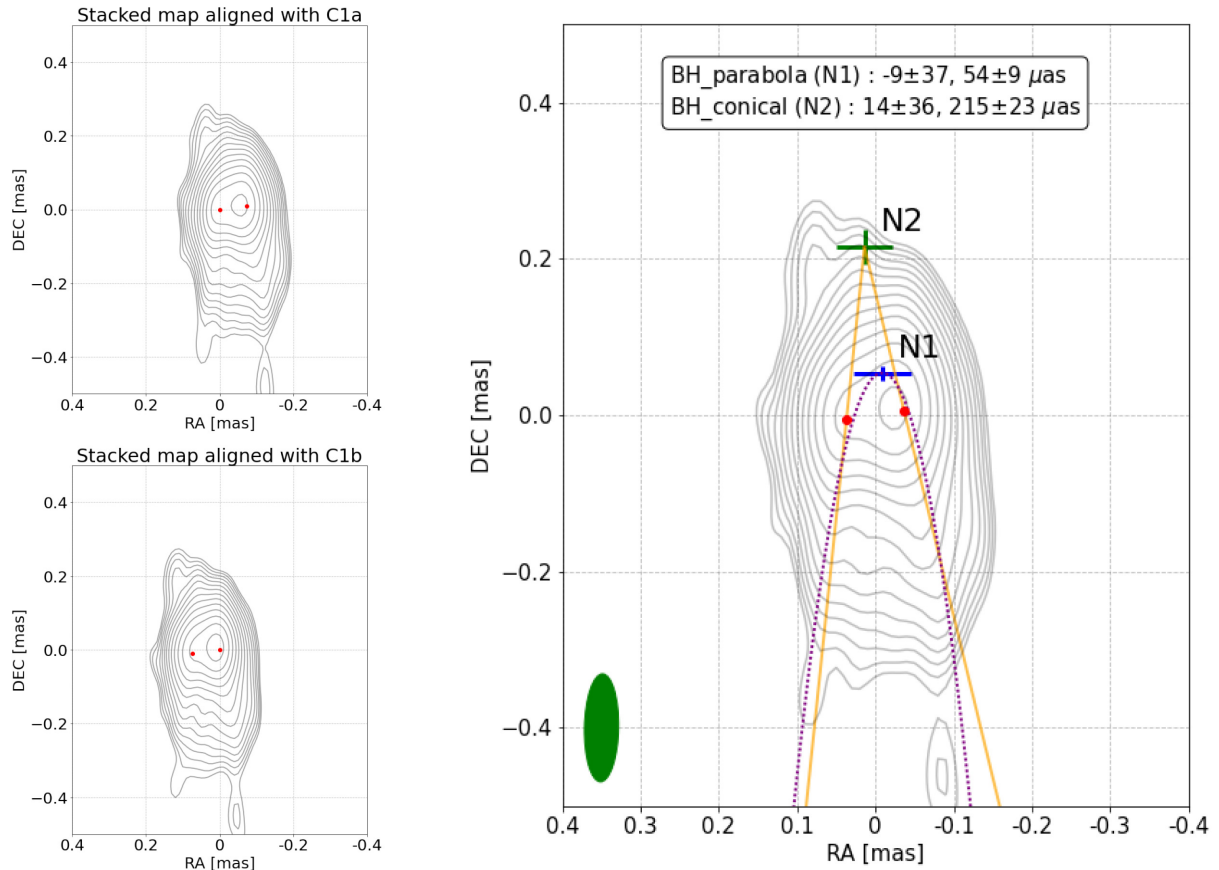 Stacked map aligned with C1a
DEC [mas]
0.4
0.2
0.0
−0.2
−0.4
0.4 0.2 0 -0.2 -0.4
RA [mas]
Stacked map aligned with C1b
DEC [mas]
0.4
0.2
0.0
−0.2
−0.4
0.4 0.2 0 -0.2 -0.4
RA [mas]
BH_parabola (N1) : -9±37, 54±9 μas
BH_conical (N2) : 14±36, 215±23 μas
N2
N1
DEC [mas]
0.4
0.2
0.0
−0.2
−0.4
0.4 0.3 0.2 0.1 0 -0.1 -0.2 -0.3 -0.4
RA [mas]